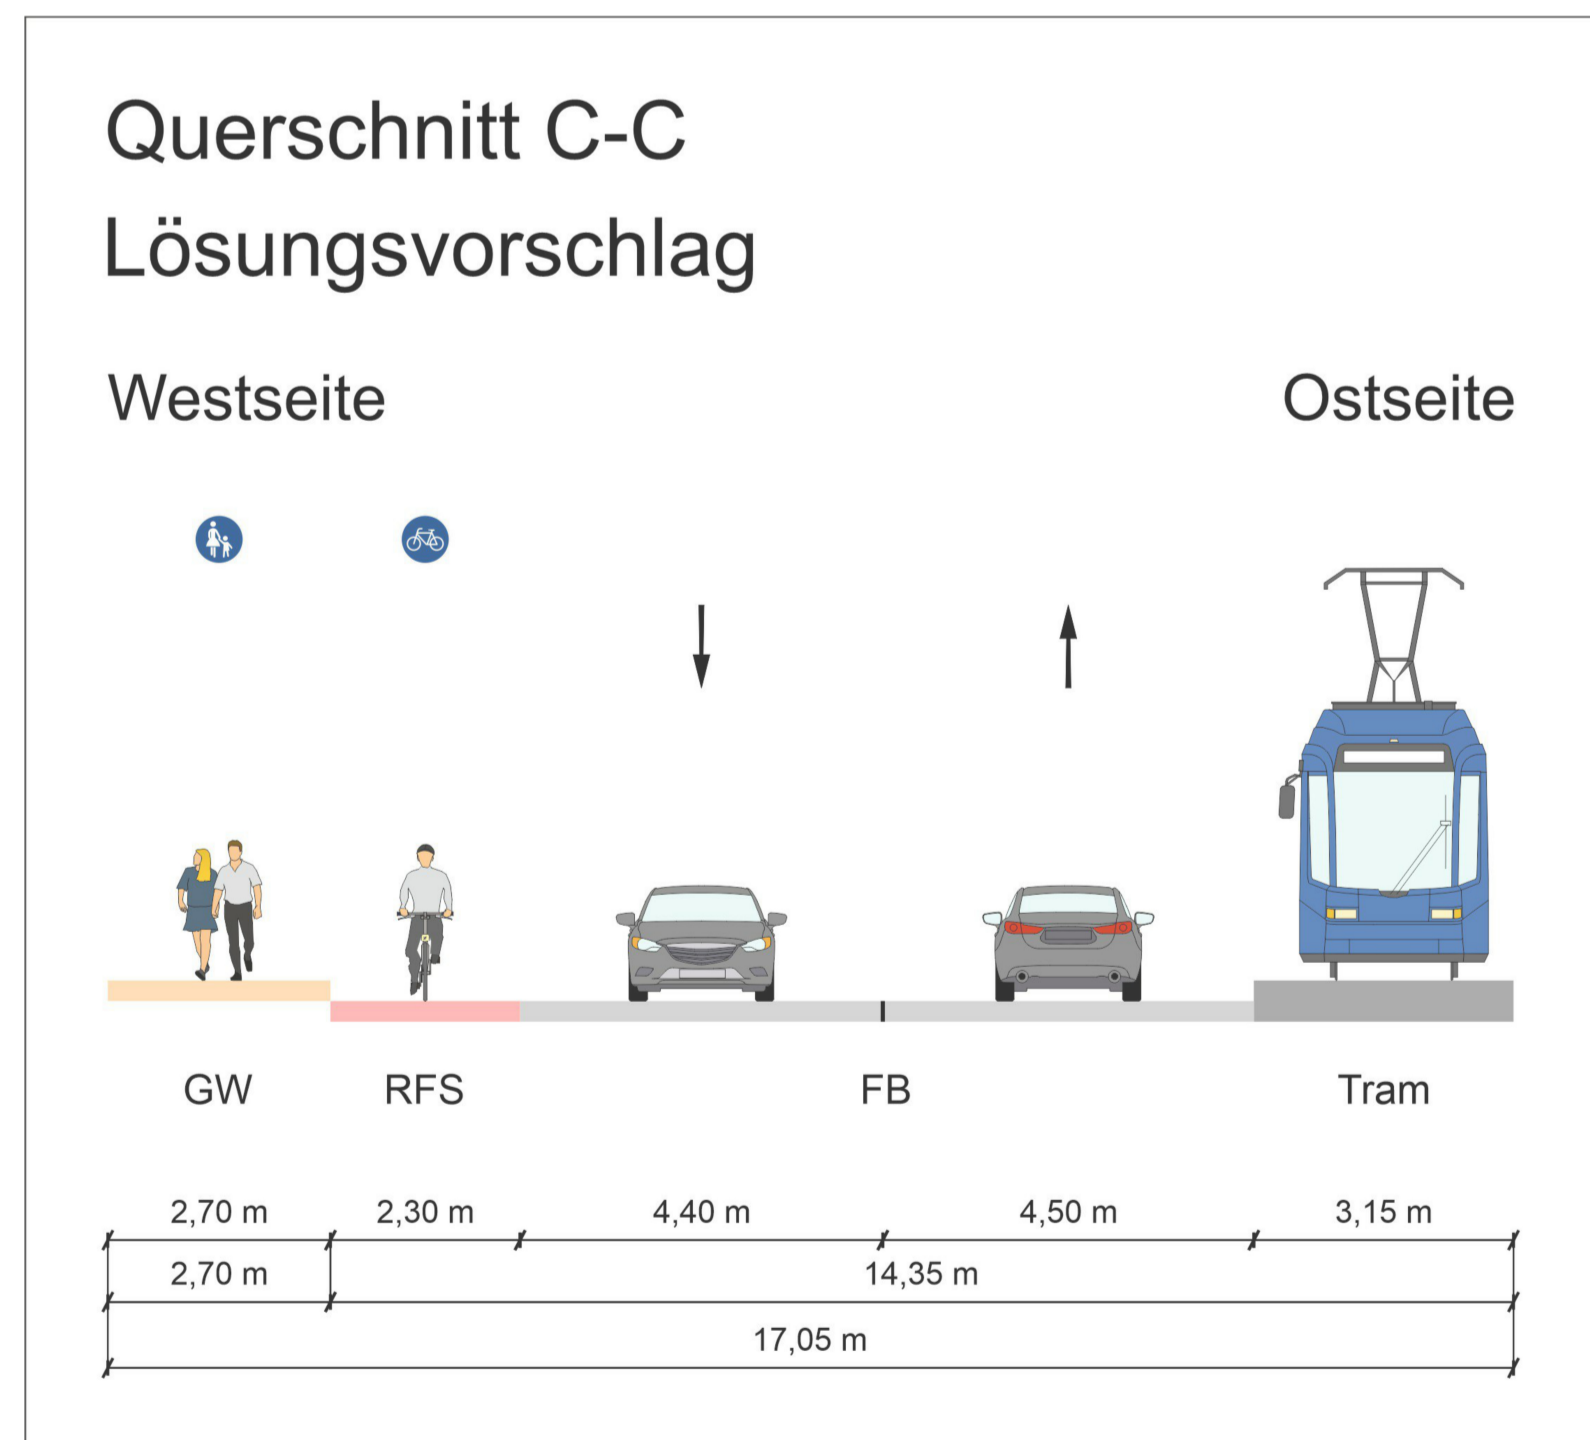 Querschnitt C-C
Lösungsvorschlag
Westseite Ostseite
GW RFS FB Tram
2,70 m 2,30 m 4,40 m 4,50 m 3,15 m
2,70 m 14,35 m
17,05 m